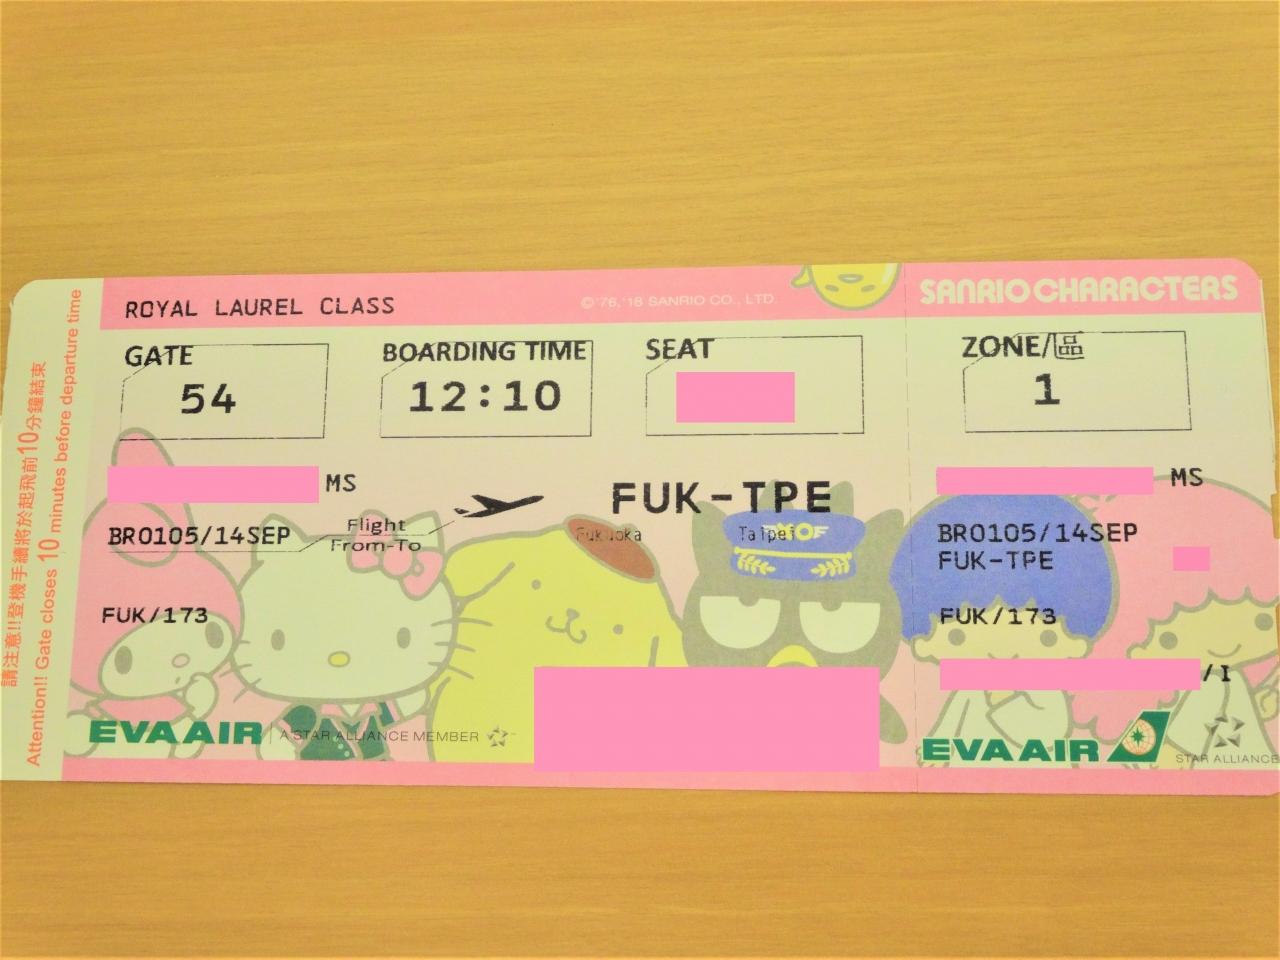 請注意!!登機手續將於起飛前10分鐘結束
Attention!! Gate closes 10 minutes before departure time
ROYAL LAUREL CLASS
©'76,'18 SANRIO CO., LTD.
SANRIO CHARACTERS
GATE
54
BOARDING TIME
12:10
SEAT
ZONE/區
1
MS
BR0105/14SEP
Flight
From-To
FUK-TPE
Fukuoka
Taipei
FUK/173
EVA AIR
A STAR ALLIANCE MEMBER
MS
BR0105/14SEP
FUK-TPE
FUK/173
/I
EVA AIR
STAR ALLIANCE